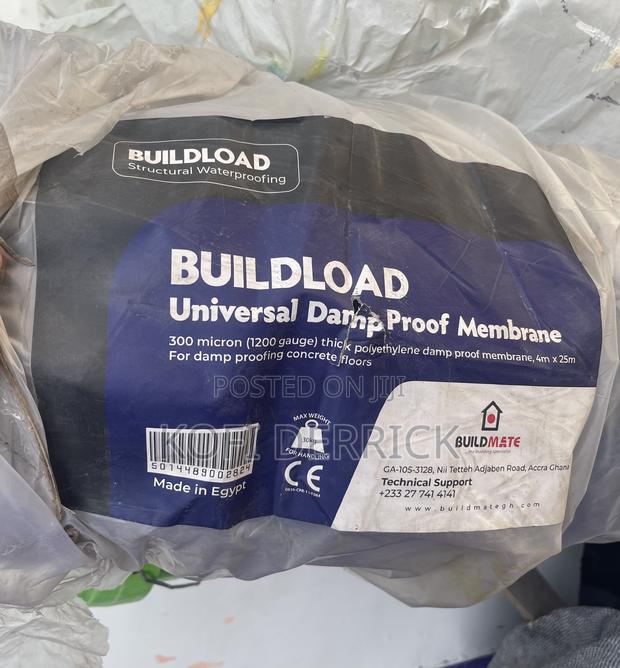 BUILDLOAD
Structural Waterproofing
BUILDLOAD
Universal Damp Proof Membrane
300 micron (1200 gauge) thick polyethylene damp proof membrane, 4m x 25m
For damp proofing concrete floors
POSTED ON JIJI
KOFI DERRICK
MAX WEIGHT
30kg
FOR HANDLING
CE
5014489002824
Made in Egypt
BUILDMATE
GA-105-3128, Nii Tetteh Adjaben Road, Accra Ghana
Technical Support
+233 27 741 4141
www.buildmategh.com